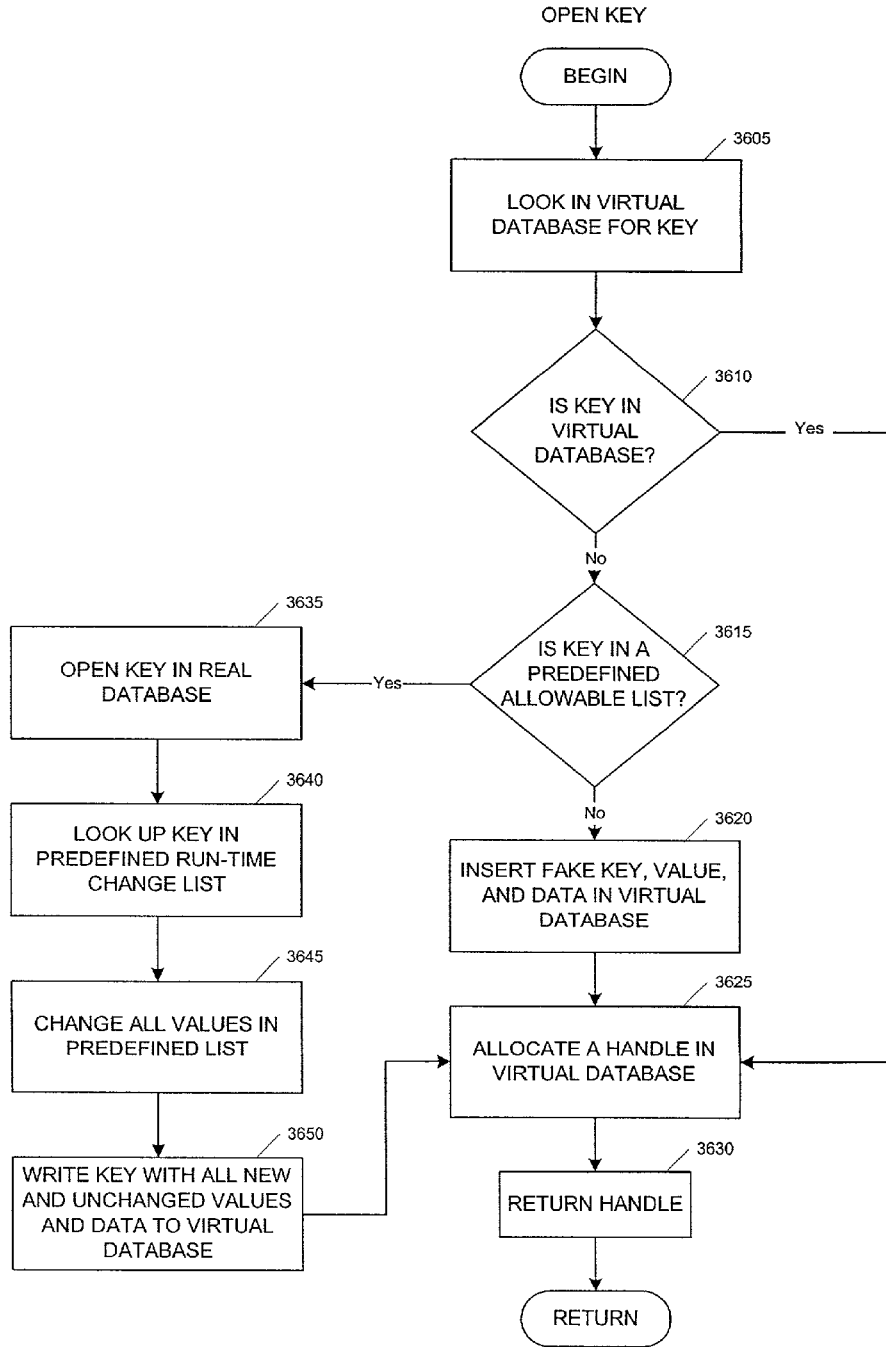 OPEN KEY
BEGIN
3605
LOOK IN VIRTUAL
DATABASE FOR KEY
3610
IS KEY IN
VIRTUAL
DATABASE?
Yes
No
3615
IS KEY IN A
PREDEFINED
ALLOWABLE LIST?
Yes
No
3635
OPEN KEY IN REAL
DATABASE
3640
LOOK UP KEY IN
PREDEFINED RUN-TIME
CHANGE LIST
3645
CHANGE ALL VALUES IN
PREDEFINED LIST
3650
WRITE KEY WITH ALL NEW
AND UNCHANGED VALUES
AND DATA TO VIRTUAL
DATABASE
3620
INSERT FAKE KEY, VALUE,
AND DATA IN VIRTUAL
DATABASE
3625
ALLOCATE A HANDLE IN
VIRTUAL DATABASE
3630
RETURN HANDLE
RETURN